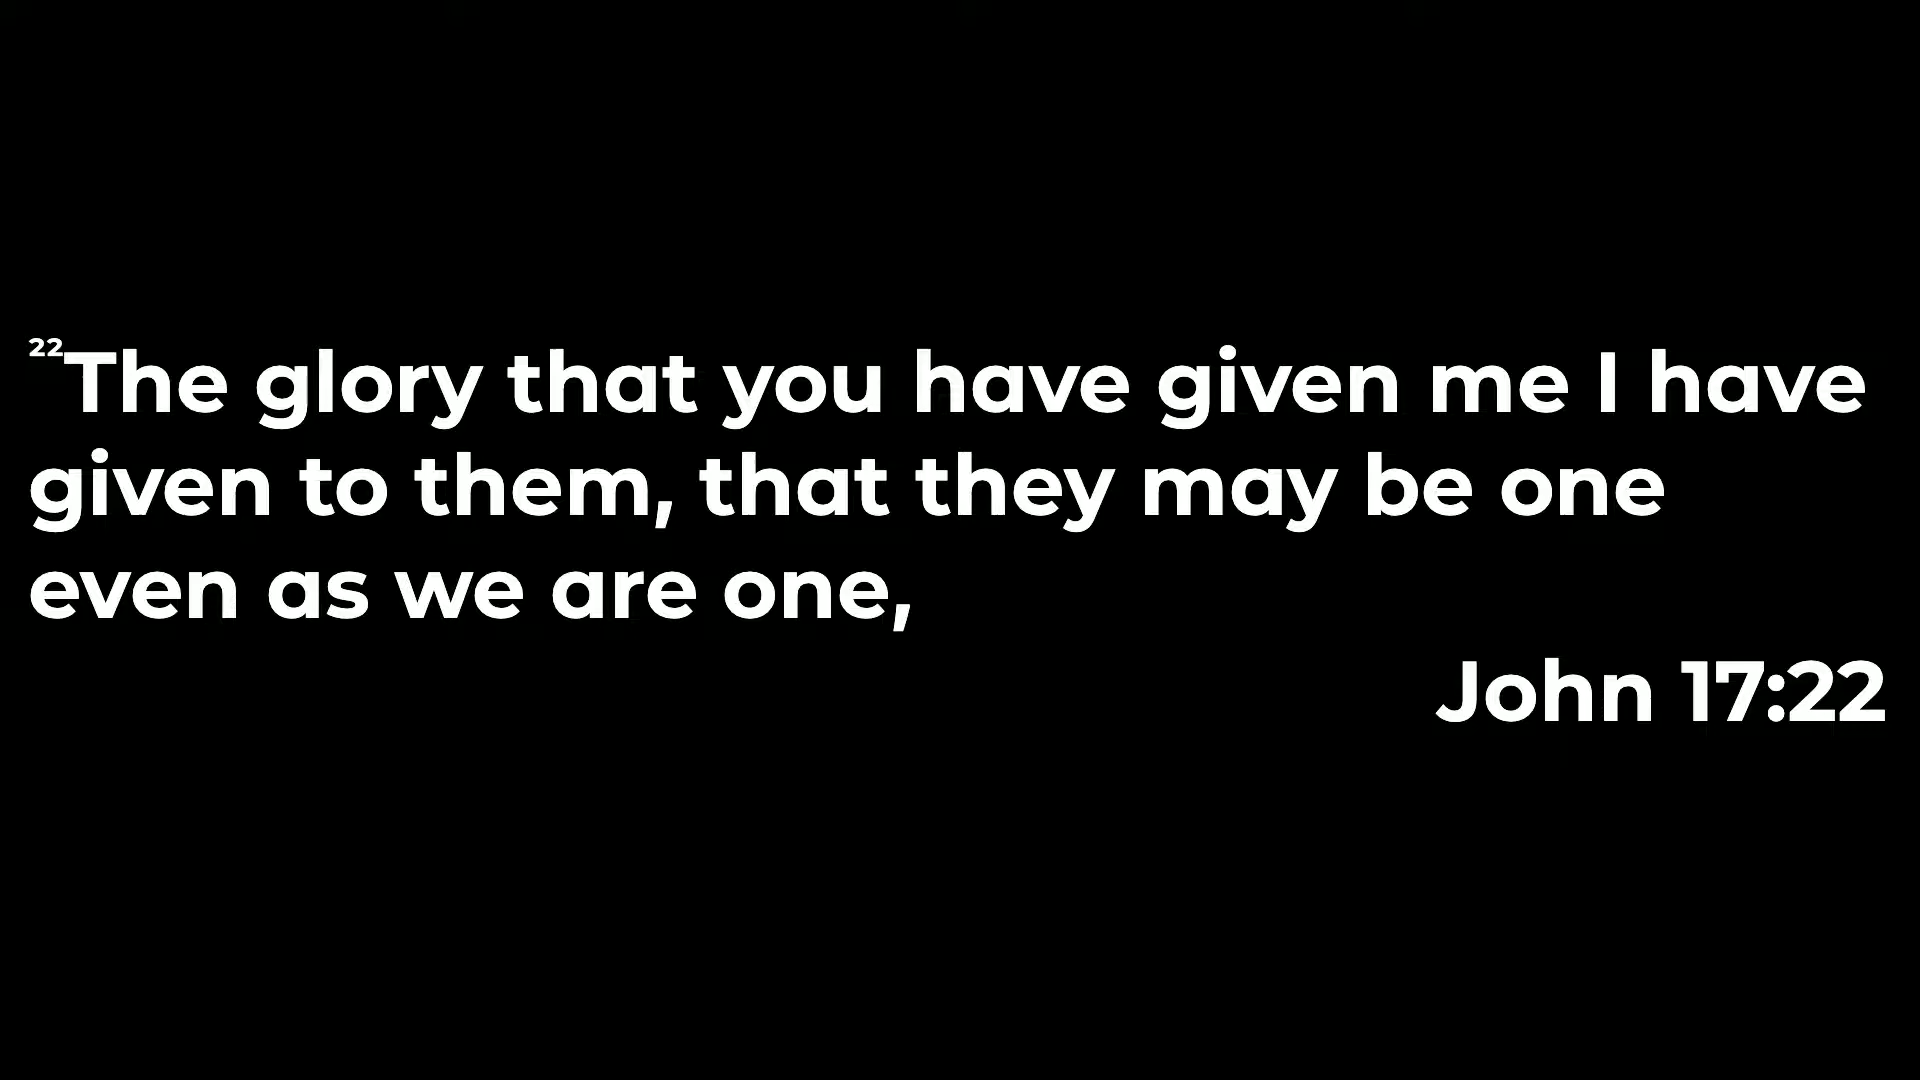 ²²The glory that you have given me I have
given to them, that they may be one
even as we are one,
John 17:22